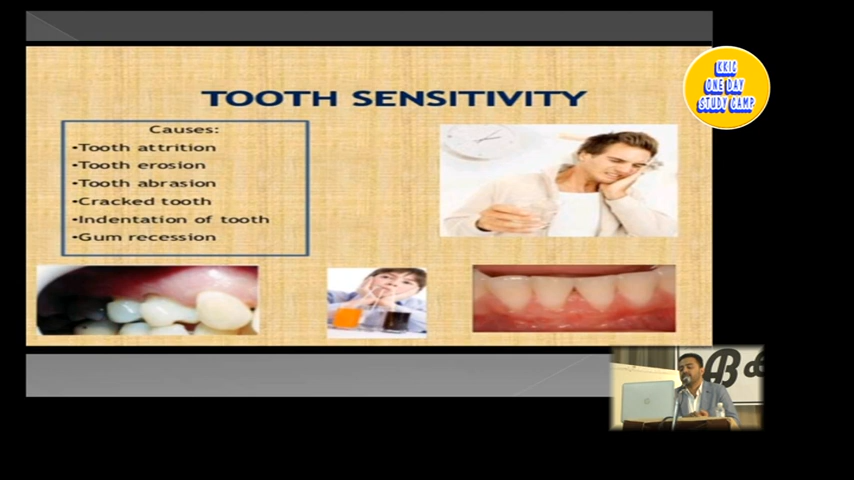 TOOTH SENSITIVITY
Causes:
•Tooth attrition
•Tooth erosion
•Tooth abrasion
•Cracked tooth
•Indentation of tooth
•Gum recession
KKIC
ONE DAY
STUDY CAMP